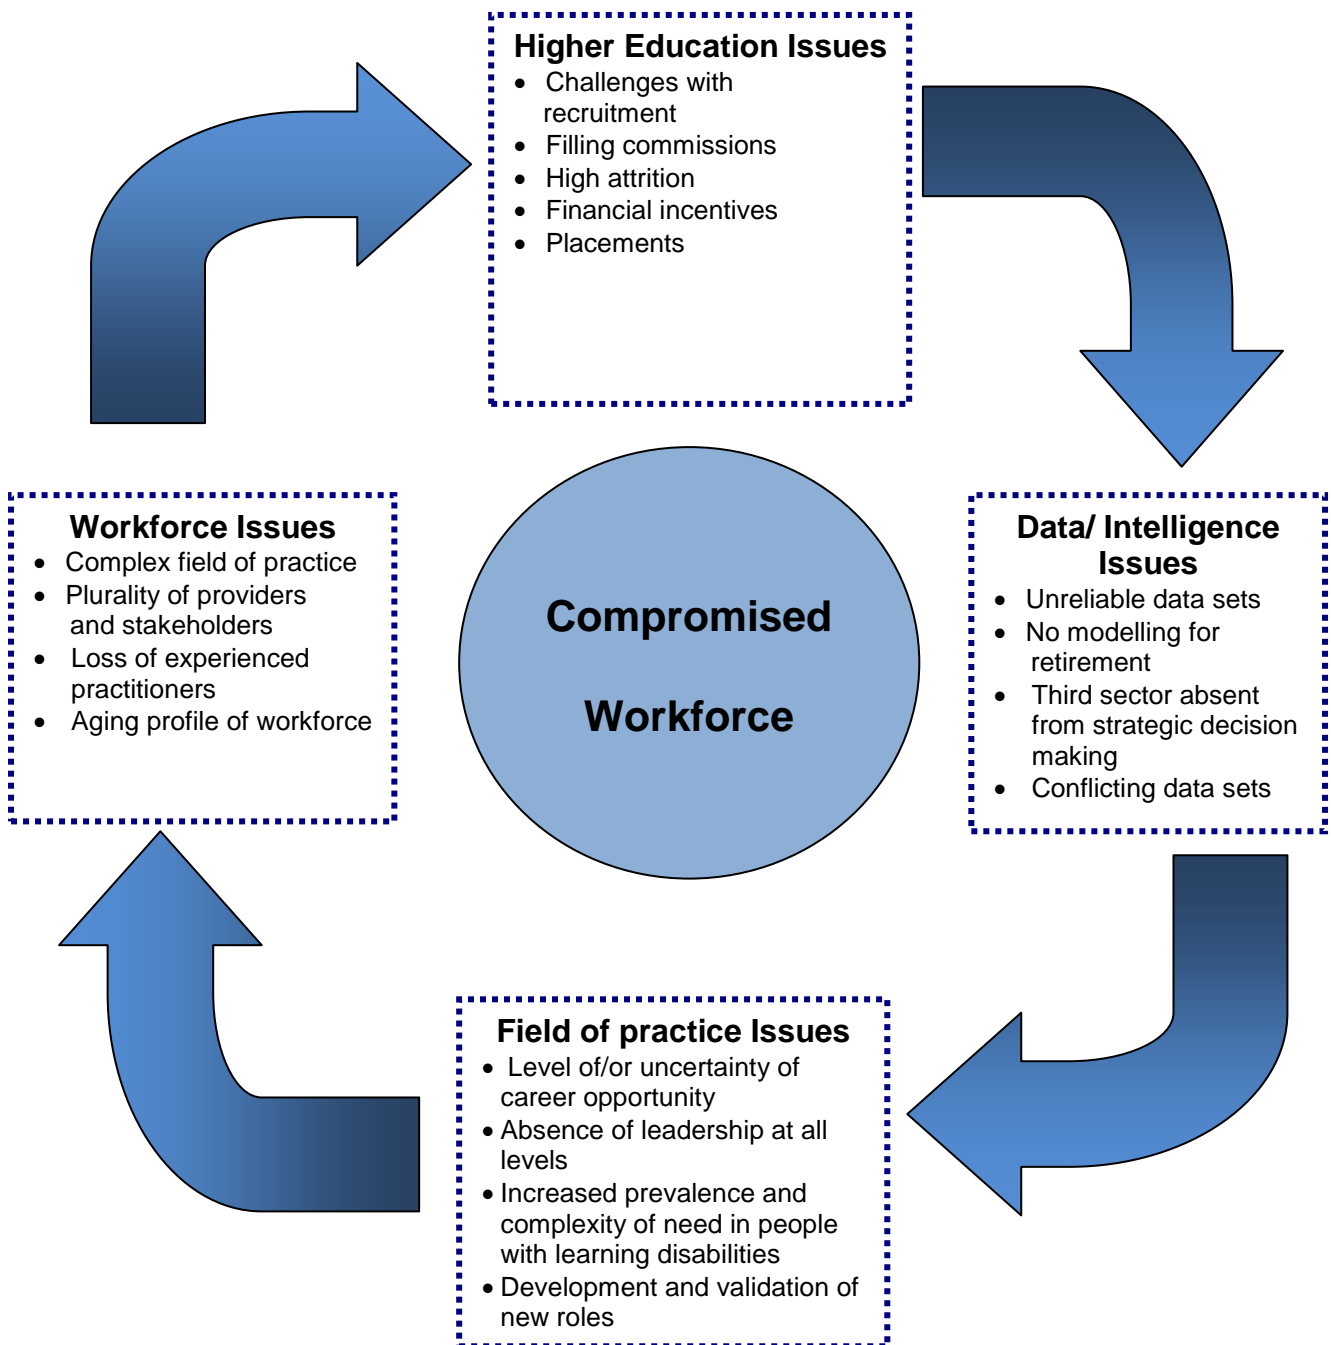 Higher Education Issues
• Challenges with
recruitment
• Filling commissions
• High attrition
• Financial incentives
• Placements
Workforce Issues
• Complex field of practice
• Plurality of providers
and stakeholders
• Loss of experienced
practitioners
• Aging profile of workforce
Compromised
Workforce
Data/ Intelligence
Issues
• Unreliable data sets
• No modelling for
retirement
• Third sector absent
from strategic decision
making
• Conflicting data sets
Field of practice Issues
• Level of/or uncertainty of
career opportunity
• Absence of leadership at all
levels
• Increased prevalence and
complexity of need in people
with learning disabilities
• Development and validation of
new roles